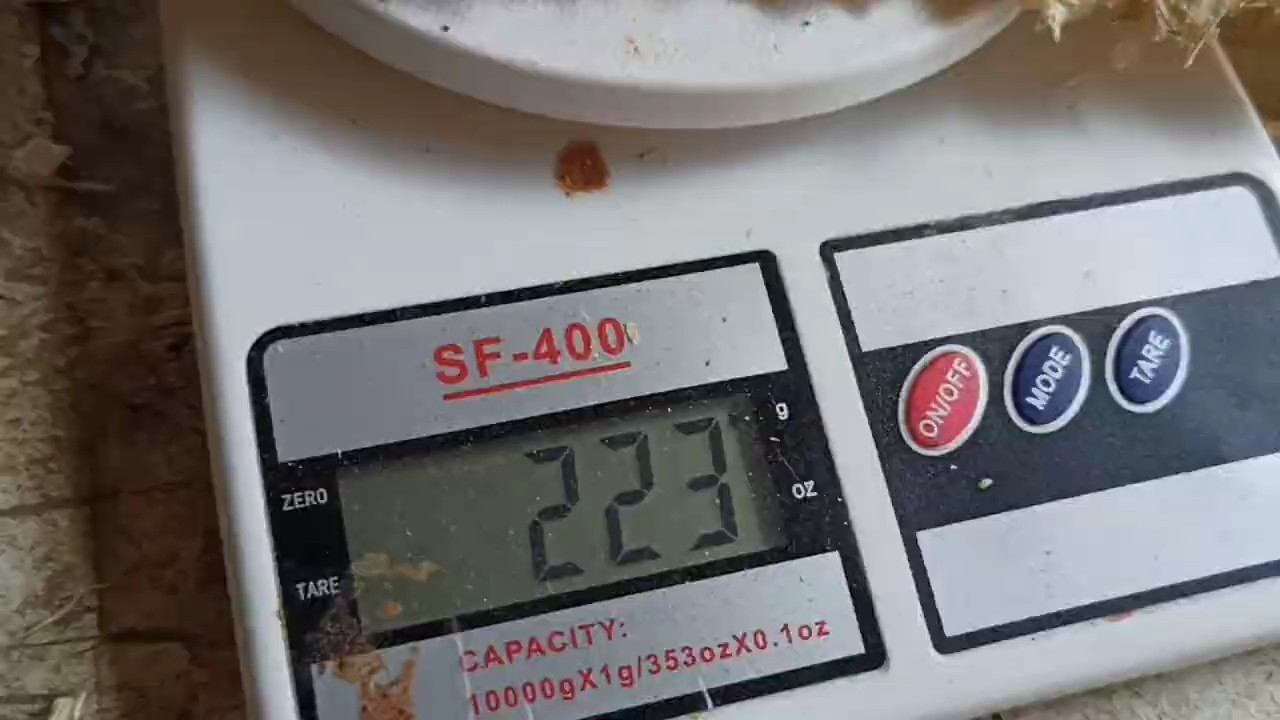 SF-400
g
ZERO
223
oz
TARE
CAPACITY:
10000gX1g/353ozX0.1oz
ON/OFF
MODE
TARE